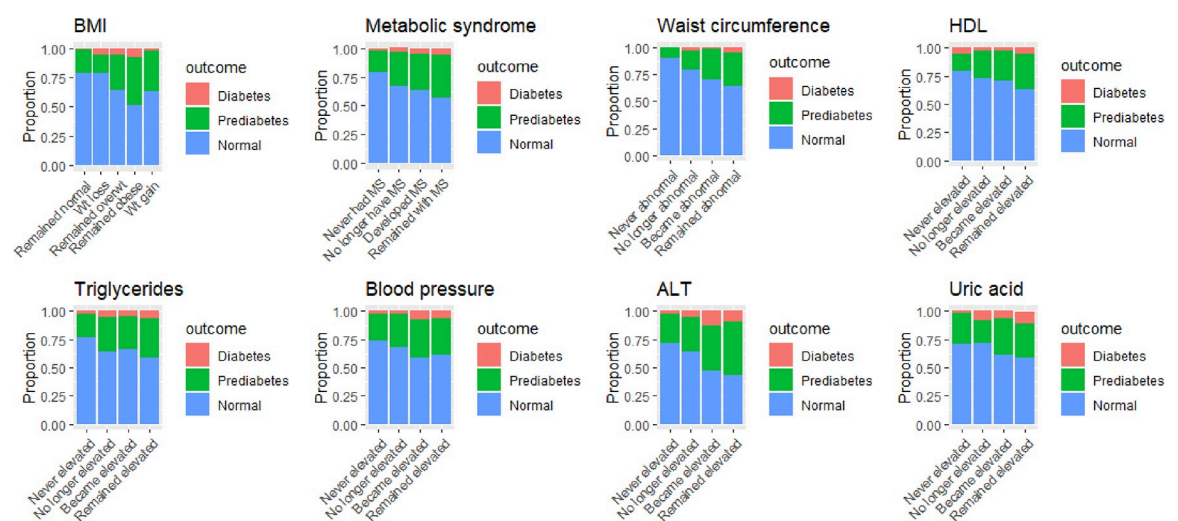 BMI
Proportion
1.00
0.75
0.50
0.25
0.00
Remained normal
Wt loss
Remained overwt
Remained obese
Wt gain
outcome
Diabetes
Prediabetes
Normal
Metabolic syndrome
Proportion
1.00
0.75
0.50
0.25
0.00
Never had MS
No longer have MS
Developed MS
Remained with MS
outcome
Diabetes
Prediabetes
Normal
Waist circumference
Proportion
1.00
0.75
0.50
0.25
0.00
Never abnormal
No longer abnormal
Became abnormal
Remained abnormal
outcome
Diabetes
Prediabetes
Normal
HDL
Proportion
1.00
0.75
0.50
0.25
0.00
Never elevated
No longer elevated
Became elevated
Remained elevated
outcome
Diabetes
Prediabetes
Normal
Triglycerides
Proportion
1.00
0.75
0.50
0.25
0.00
Never elevated
No longer elevated
Became elevated
Remained elevated
outcome
Diabetes
Prediabetes
Normal
Blood pressure
Proportion
1.00
0.75
0.50
0.25
0.00
Never elevated
No longer elevated
Became elevated
Remained elevated
outcome
Diabetes
Prediabetes
Normal
ALT
Proportion
1.00
0.75
0.50
0.25
0.00
Never elevated
No longer elevated
Became elevated
Remained elevated
outcome
Diabetes
Prediabetes
Normal
Uric acid
Proportion
1.00
0.75
0.50
0.25
0.00
Never elevated
No longer elevated
Became elevated
Remained elevated
outcome
Diabetes
Prediabetes
Normal